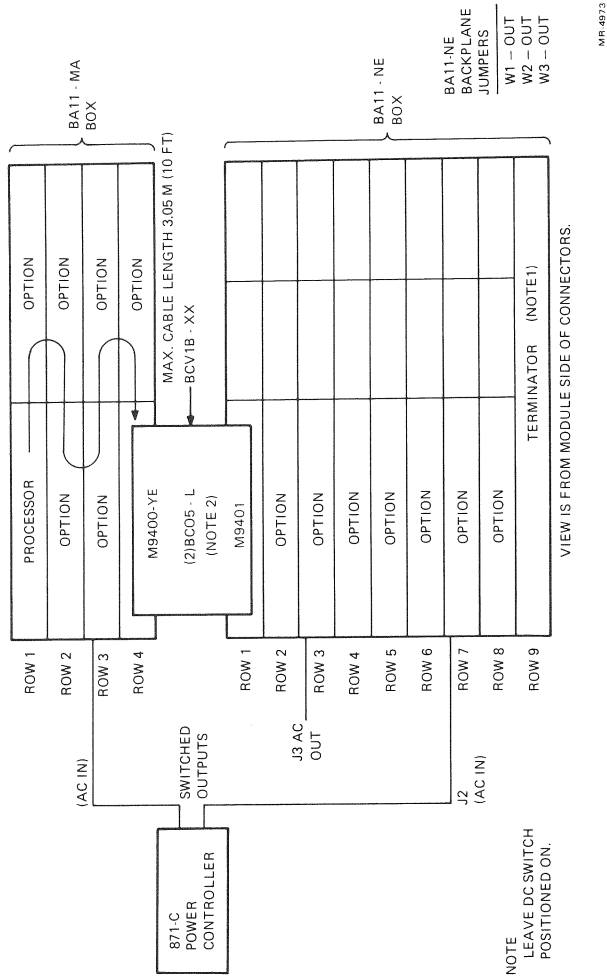 BA11 - MA
BOX
ROW 1
PROCESSOR
OPTION
ROW 2
OPTION
OPTION
ROW 3
OPTION
OPTION
ROW 4
OPTION
MAX. CABLE LENGTH 3.05 M (10 FT)
BCV1B - XX
M9400-YE
(2)BC05 - L
(NOTE 2)
M9401
BA11 - NE
BOX
ROW 1
ROW 2
OPTION
ROW 3
OPTION
ROW 4
OPTION
ROW 5
OPTION
ROW 6
OPTION
ROW 7
OPTION
ROW 8
OPTION
ROW 9
TERMINATOR (NOTE1)
VIEW IS FROM MODULE SIDE OF CONNECTORS.
(AC IN)
SWITCHED
OUTPUTS
J3 AC
OUT
J2
(AC IN)
871-C
POWER
CONTROLLER
NOTE
LEAVE DC SWITCH
POSITIONED ON.
BA11-NE
BACKPLANE
JUMPERS
W1 – OUT
W2 – OUT
W3 – OUT
MR-4973